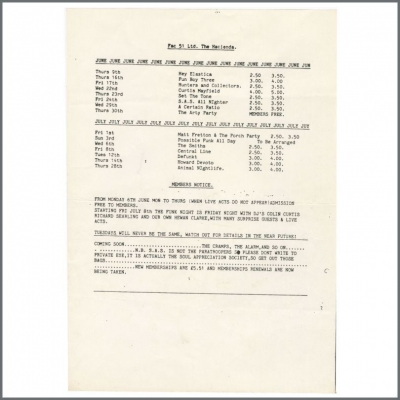 Fac 51 Ltd. The Hacienda.
JUNE JUNE JUNE JUNE JUNE JUNE JUNE JUNE JUNE JUNE JUNE JUNE JUNE JUNE JUNE JUN
Thurs 9th Hey Elastica 2.50 3.50.
Thurs 16th Fun Boy Three 3.00. 4.00
Fri 17th Hunters and Collectors. 2.50. 3.50.
Wed 22nd Curtis Mayfield 4.00. 5.00.
Thurs 23rd Set The Tone 2.50. 3.50.
Fri 24th S.A.S. All Nighter 2.50. 3.50.
Wed 29th A Certain Ratio 2.50. 3.50.
Thurs 30th The Arty Party MEMBERS FREE.
JULY JULY JULY JULY JULY JULY JULY JULY JULY JULY JULY JULY JULY JULY JULY JUY
Fri 1st Matt Fretton & The Porch Party 2.50. 3.50
Sun 3rd Possible Funk All Day To Be Arranged
Wed 6th The Smiths 2.50. 3.50.
Fri 8th Central Line 2.50. 3.50.
Tues 12th Defunkt 3.00. 4.00.
Thur 14th Howard Devoto 3.00. 4.00.
Thur 28th Animal Nightlife. 3.00. 4.00.
MEMBERS NOTICE.
FROM MONDAY 6TH JUNE MON TO THURS (WHEN LIVE ACTS DO NOT APPEAR)ADMISSION
FREE TO MEMBERS.
STARTING FRI JULY 8th THE FUNK NIGHT IS FRIDAY NIGHT WITH DJ'S COLIN CURTIS
RICHARD SEARLING AND OUR OWN HEWAN CLARKE,WITH MANY SURPRISE GUESTS & LIVE
ACTS.
TUESDAYS WILL NEVER BE THE SAME, WATCH OUT FOR DETAILS IN THE NEAR FUTURE!
COMING SOON....................THE CRAMPS, THE ALARM,AND SO ON......
............N.B. S.A.S. IS NOT THE PARATROOPERS SO PLEASE DONT WRITE TO
PRIVATE EYE,IT IS ACTUALLY THE SOUL APPRECIATION SOCIETY,SO GET OUT THOSE
BAGS...................
............NEW MEMBERSHIPS ARE £5.51 AND MEMBERSHIPS RENEWALS ARE NOW
BEING TAKEN.